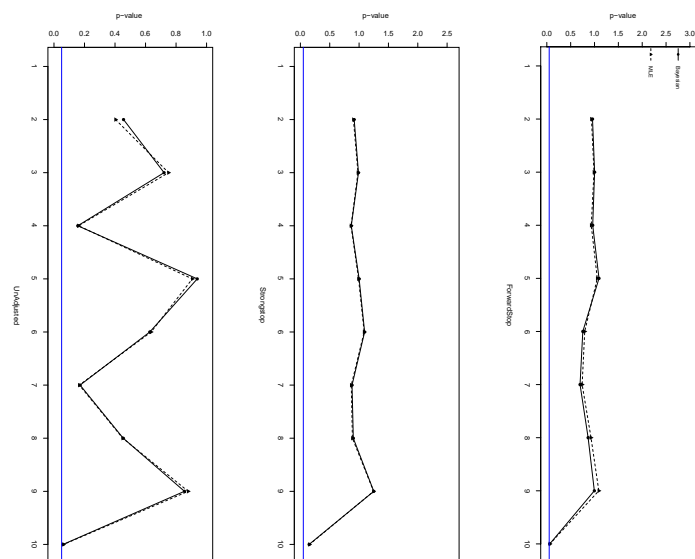 p-value
0.0 0.2 0.4 0.6 0.8 1.0
1 2 3 4 5 6 7 8 9 10
UnAdjusted
p-value
0.0 0.5 1.0 1.5 2.0 2.5
1 2 3 4 5 6 7 8 9 10
Strongstop
p-value
0.0 0.5 1.0 1.5 2.0 2.5 3.0
1 2 3 4 5 6 7 8 9 10
ForwardStop
Bayesian
MLE